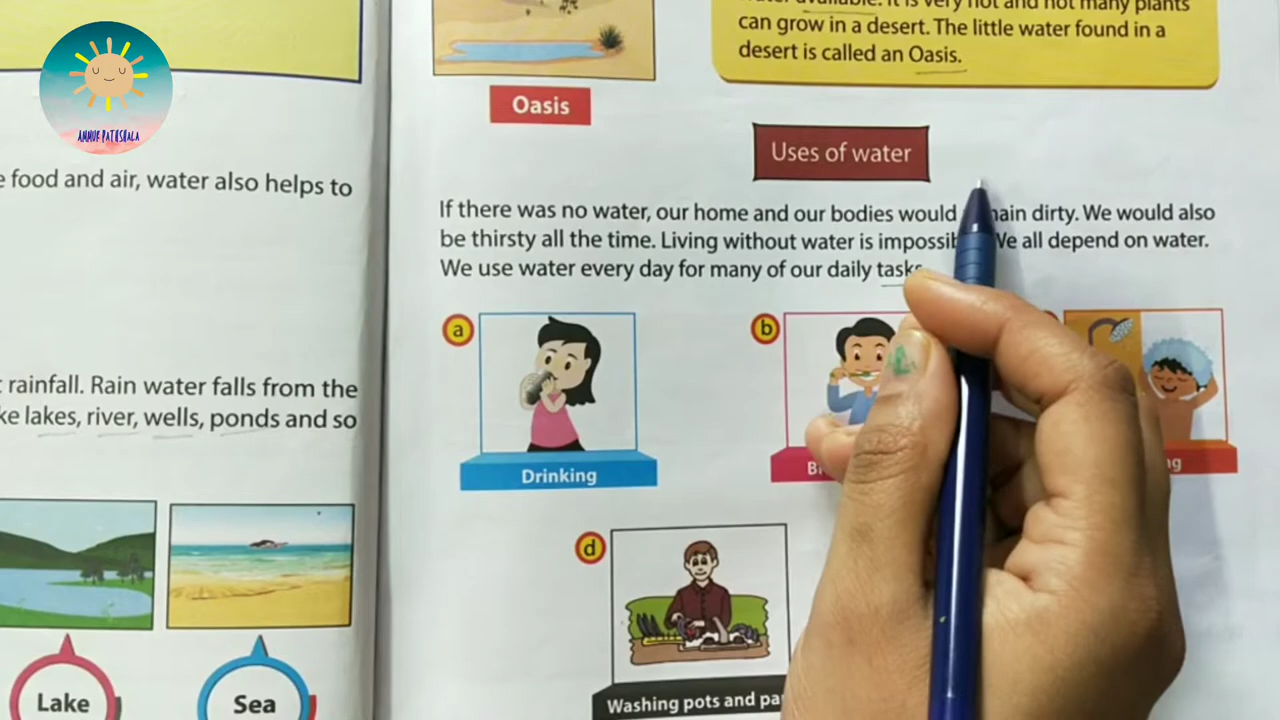 AMMUR PATHSHALA
food and air, water also helps to
rainfall. Rain water falls from the
lakes, river, wells, ponds and so
Lake
Sea
water available. It is very hot and not many plants
can grow in a desert. The little water found in a
desert is called an Oasis.
Oasis
Uses of water
If there was no water, our home and our bodies would dirty. We would also
be thirsty all the time. Living without water is We all depend on water.
We use water every day for many of our daily tasks
a
b
Drinking
d
Washing pots and